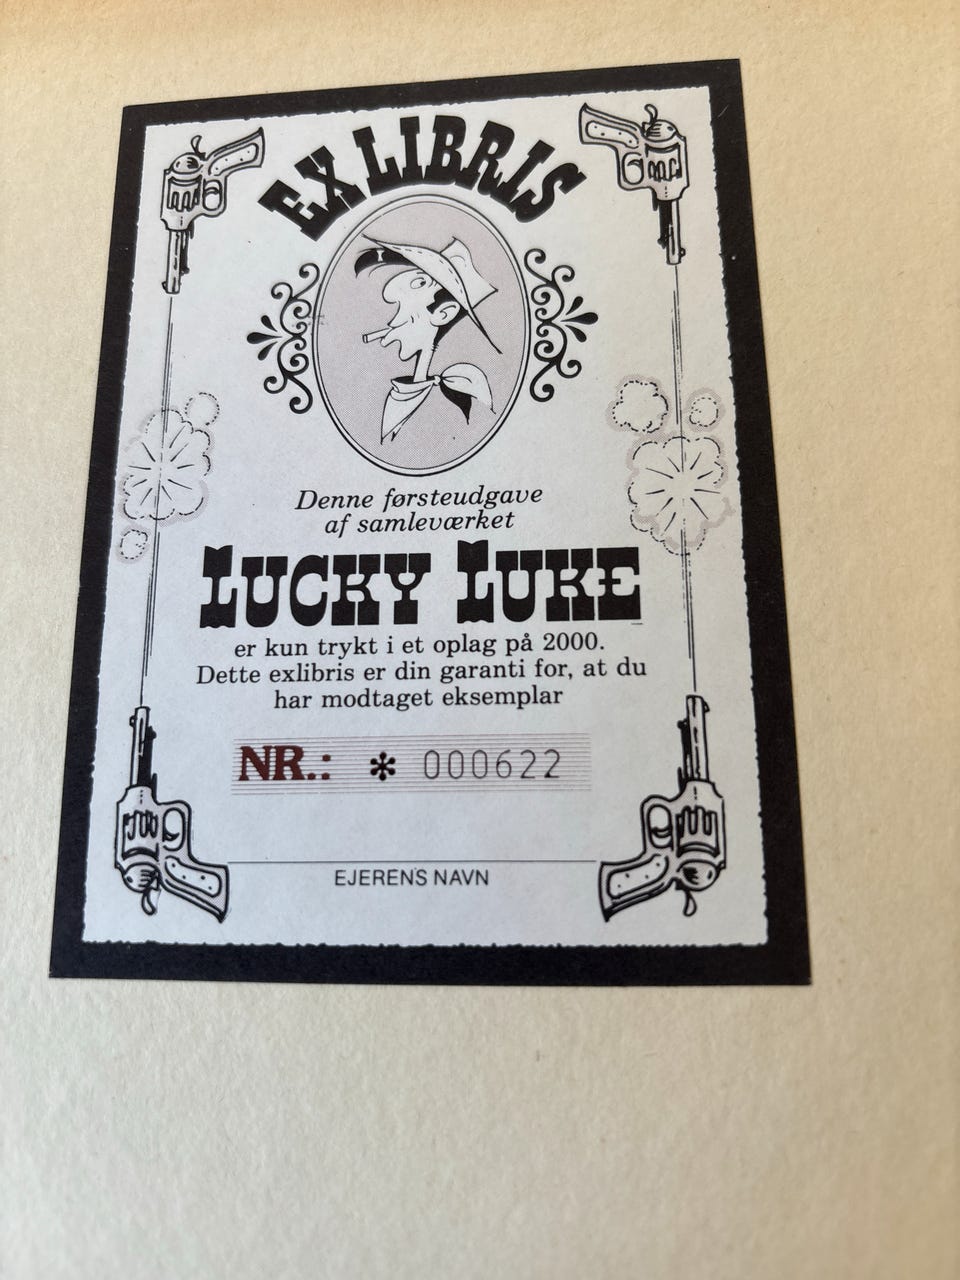 EX LIBRIS
Denne førsteudgave
af samleværket
LUCKY LUKE
er kun trykt i et oplag på 2000.
Dette exlibris er din garanti for, at du
har modtaget eksemplar
NR.: * 000622
EJERENS NAVN